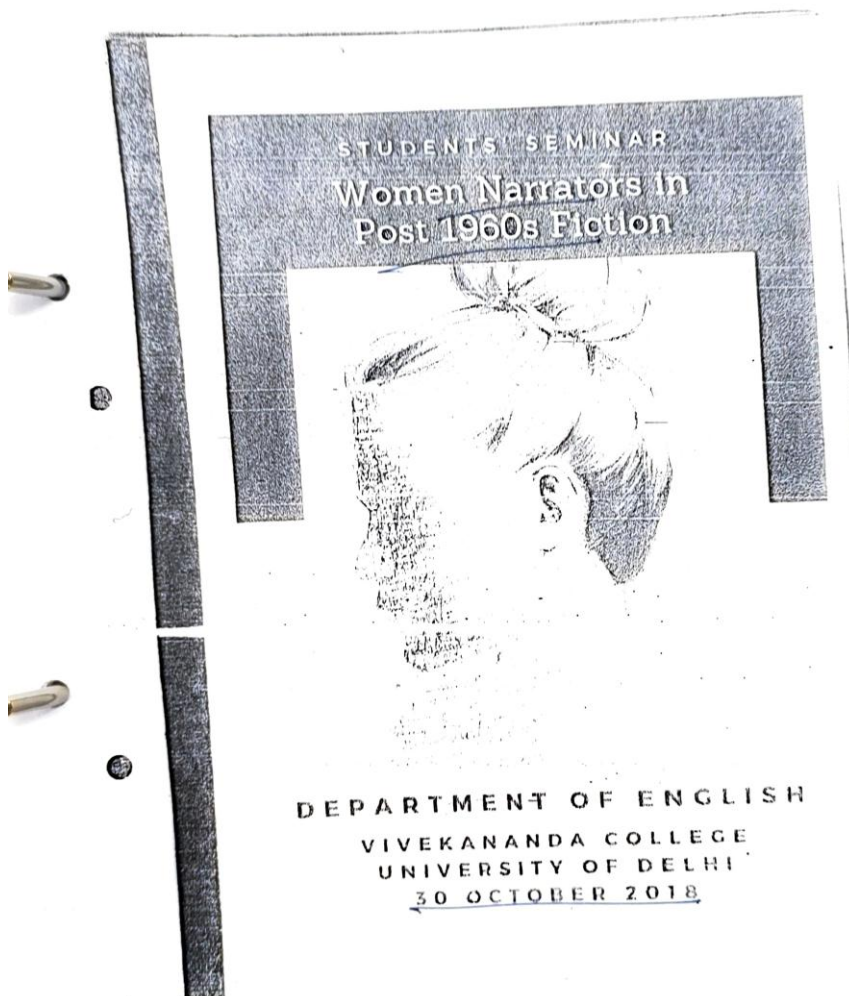 STUDENTS' SEMINAR
Women Narrators in
Post 1960s Fiction
DEPARTMENT OF ENGLISH
VIVEKANANDA COLLEGE
UNIVERSITY OF DELHI
30 OCTOBER 2018